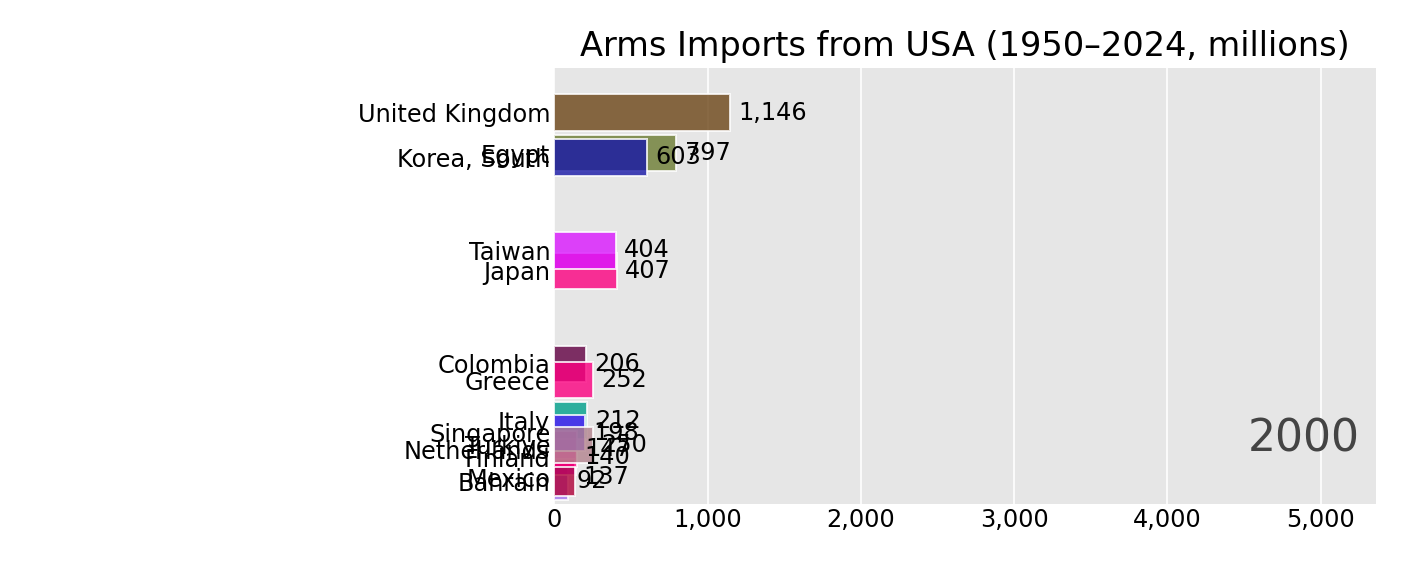 Arms Imports from USA (1950–2024, millions)
United Kingdom 1,146
Egypt 797
Korea, South 603
Taiwan 404
Japan 407
Colombia 206
Greece 252
Italy 212
Singapore 198
250
Netherlands
Finland 140
Mexico 137
Bahrain 92
2000
0 1,000 2,000 3,000 4,000 5,000